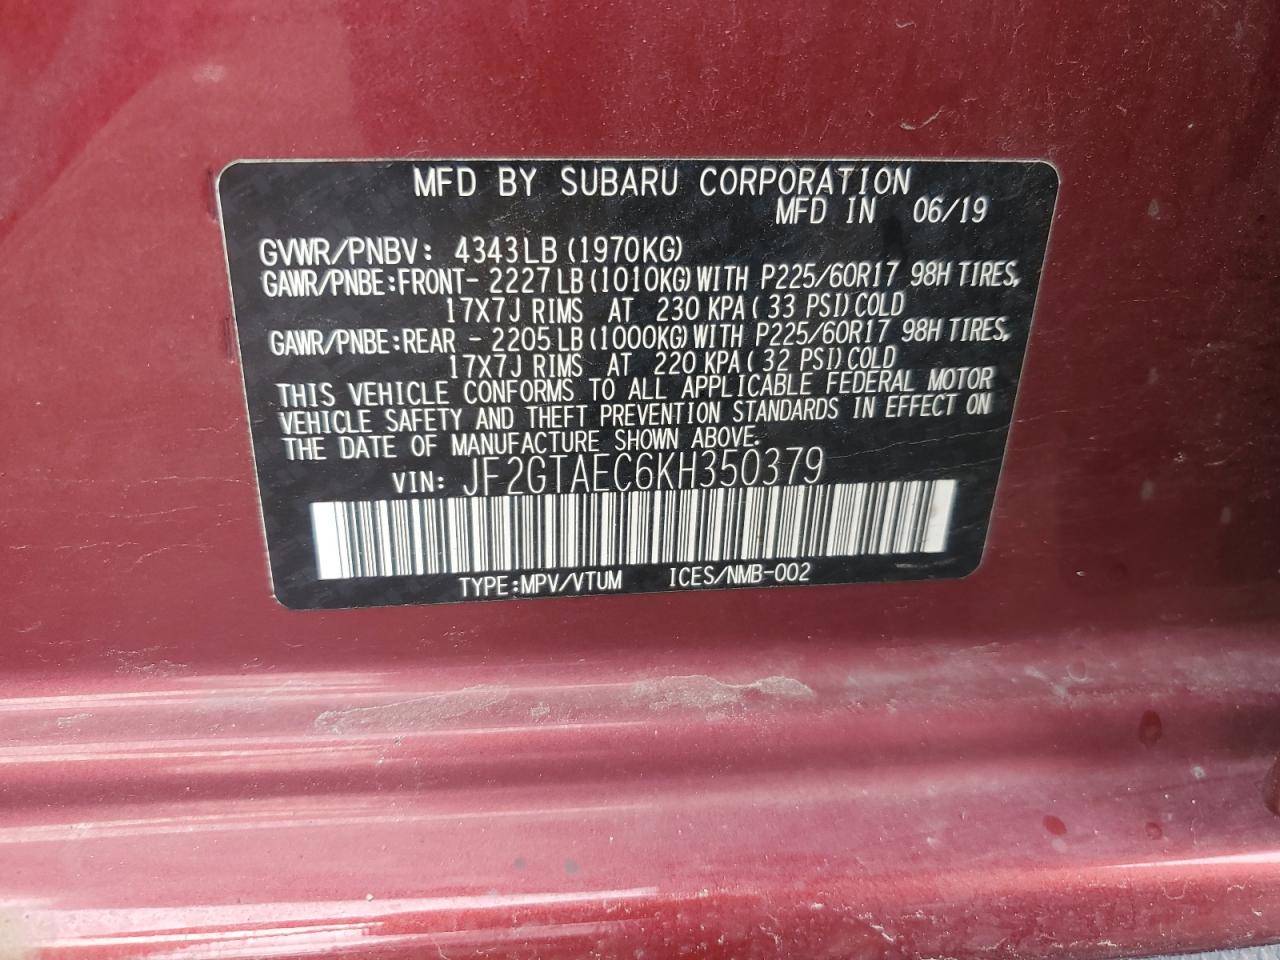 MFD BY SUBARU CORPORATION
MFD IN 06/19
GVWR/PNBV: 4343LB (1970KG)
GAWR/PNBE:FRONT- 2227 LB (1010KG) WITH P225/60R17 98H TIRES,
17X7J RIMS AT 230 KPA ( 33 PSI) COLD
GAWR/PNBE:REAR - 2205 LB (1000KG) WITH P225/60R17 98H TIRES,
17X7J RIMS AT 220 KPA ( 32 PSI) COLD
THIS VEHICLE CONFORMS TO ALL APPLICABLE FEDERAL MOTOR
VEHICLE SAFETY AND THEFT PREVENTION STANDARDS IN EFFECT ON
THE DATE OF MANUFACTURE SHOWN ABOVE.
VIN: JF2GTAEC6KH350379
TYPE:MPV/VTUM ICES/NMB-002